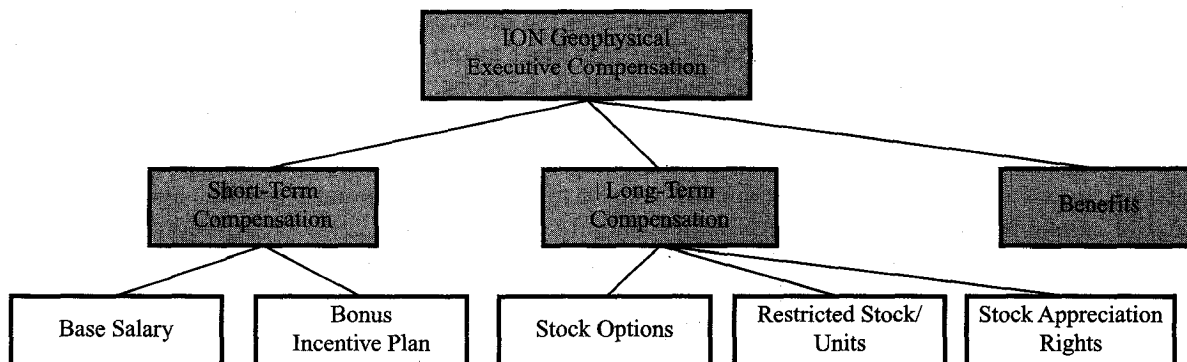 ION Geophysical
Executive Compensation
Short-Term
Compensation
Long-Term
Compensation
Benefits
Base Salary
Bonus
Incentive Plan
Stock Options
Restricted Stock/
Units
Stock Appreciation
Rights